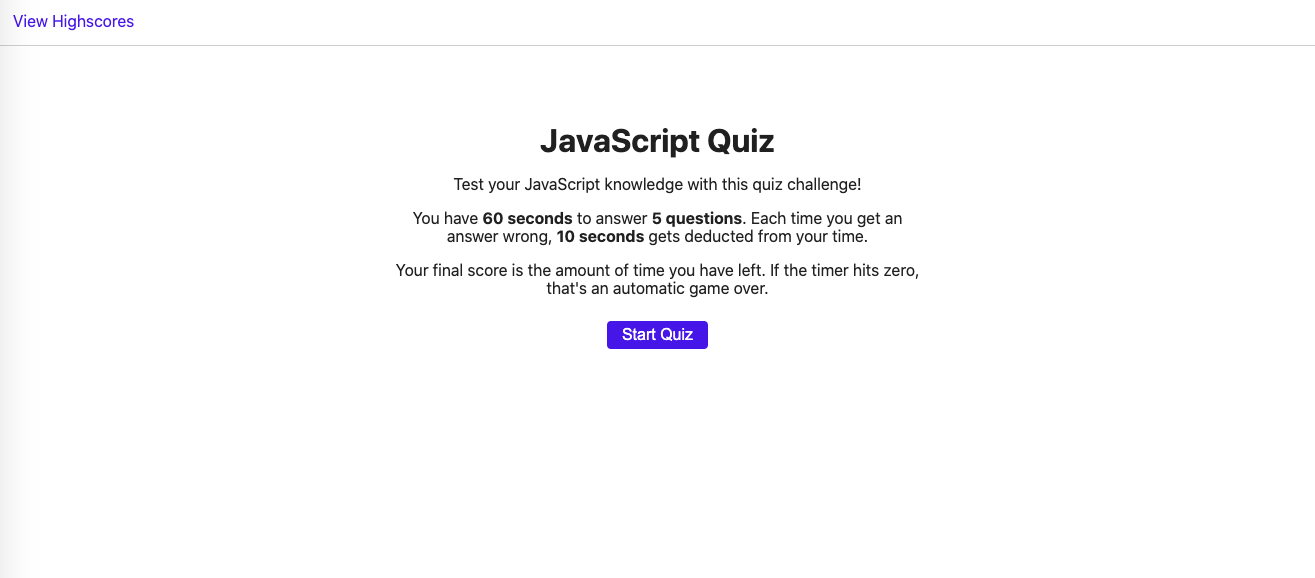 View Highscores
JavaScript Quiz
Test your JavaScript knowledge with this quiz challenge!
You have 60 seconds to answer 5 questions. Each time you get an
answer wrong, 10 seconds gets deducted from your time.
Your final score is the amount of time you have left. If the timer hits zero,
that's an automatic game over.
Start Quiz